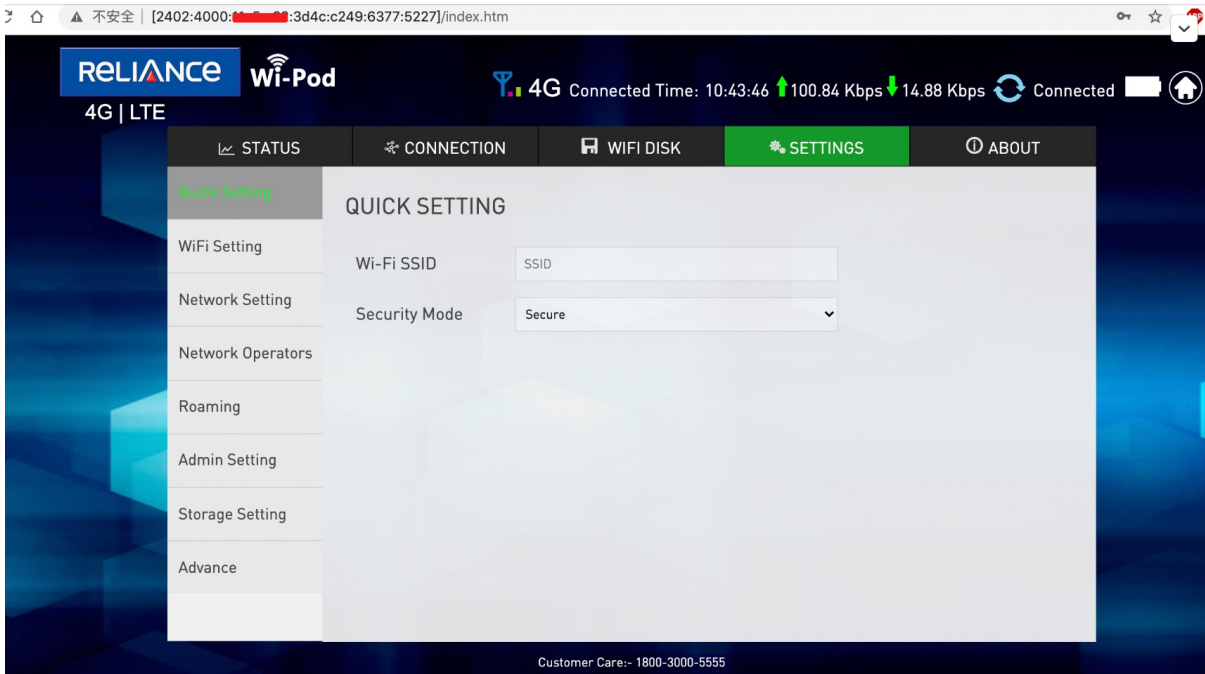 不安全 | [2402:4000: :3d4c:c249:6377:5227]/index.htm
RELIANCE Wi-Pod
4G Connected Time: 10:43:46 100.84 Kbps 14.88 Kbps Connected
4G | LTE
STATUS CONNECTION WIFI DISK SETTINGS ABOUT
Quick Setting
WiFi Setting
Network Setting
Network Operators
Roaming
Admin Setting
Storage Setting
Advance
QUICK SETTING
Wi-Fi SSID SSID
Security Mode Secure
Customer Care:- 1800-3000-5555